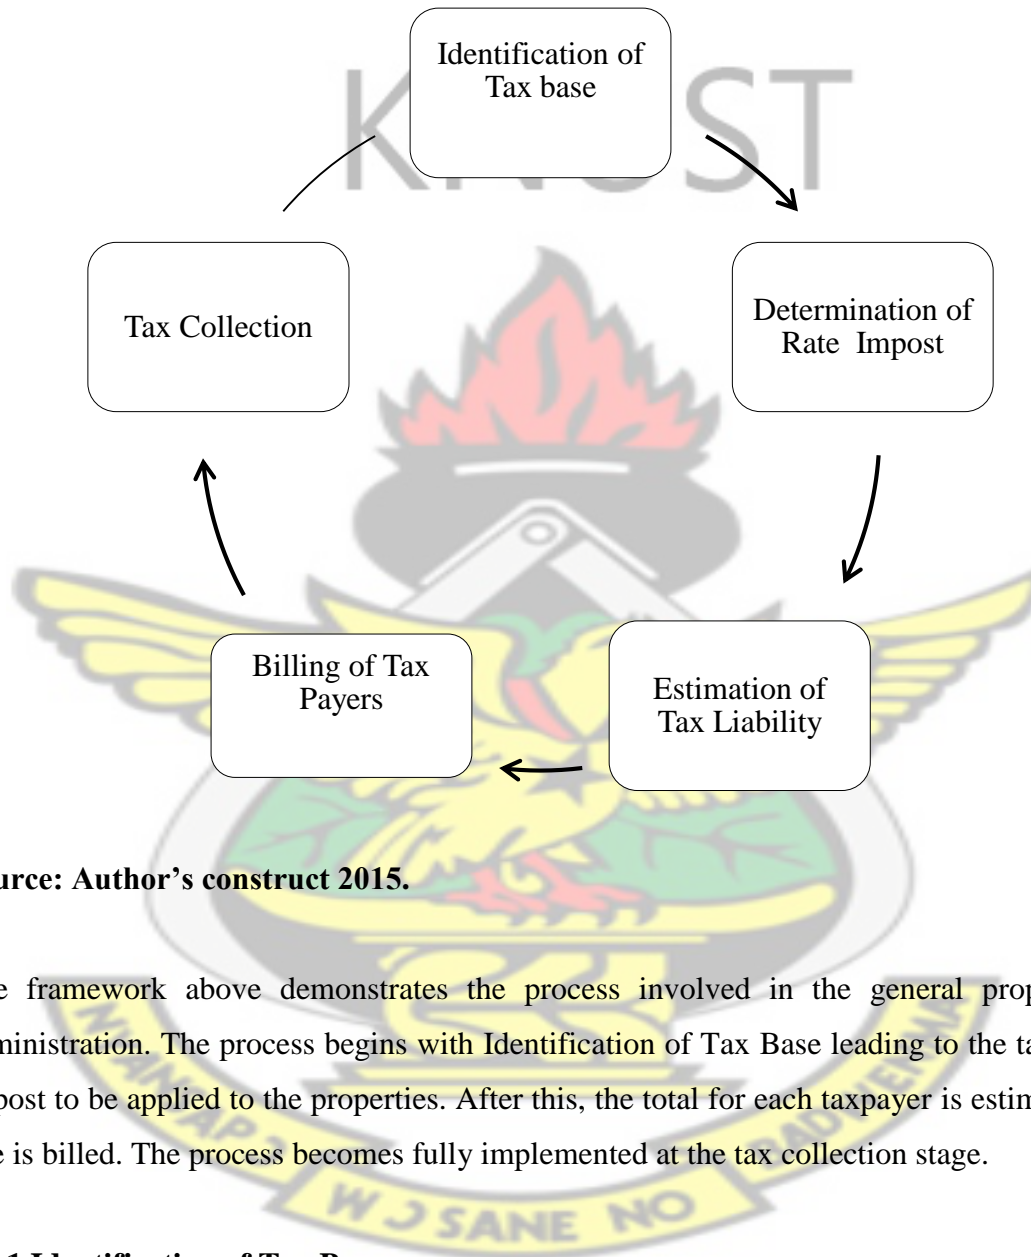 KNUST
Identification of
Tax base
Determination of
Rate Impost
Estimation of
Tax Liability
Billing of Tax
Payers
Tax Collection
urce: Author’s construct 2015.
e framework above demonstrates the process involved in the general prop
ministration. The process begins with Identification of Tax Base leading to the ta
post to be applied to the properties. After this, the total for each taxpayer is estim
e is billed. The process becomes fully implemented at the tax collection stage.
NYANSAPƆ
WƆ SANE NO
BADWENMA